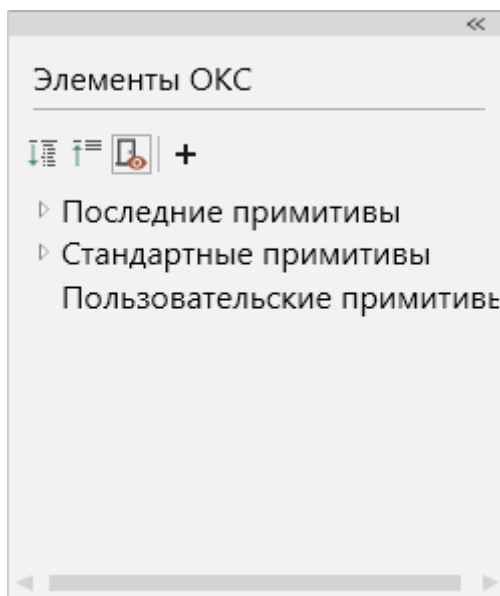 Элементы ОКС
Последние примитивы
Стандартные примитивы
Пользовательские примитивы